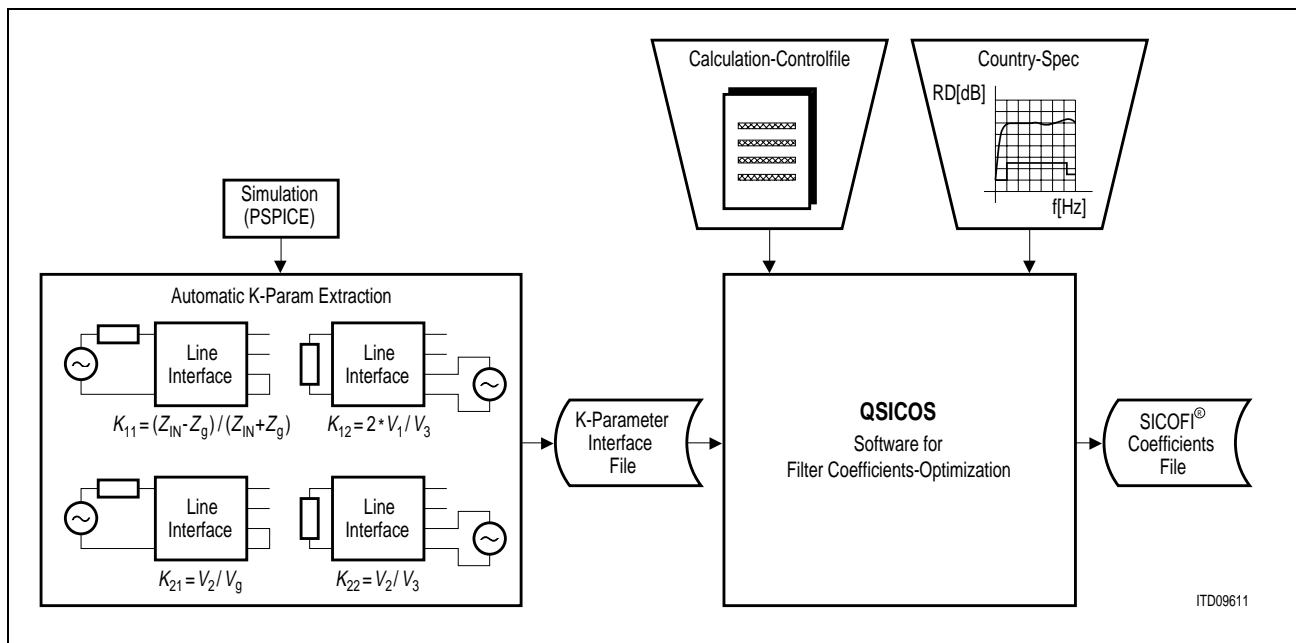 Calculation-Controlfile
Country-Spec
RD[dB]
f[Hz]
Simulation
(PSPICE)
Automatic K-Param Extraction
Line
Interface
Line
Interface
K11=(ZIN-Zg)/(ZIN+Zg)
K12=2*V1/V3
Line
Interface
Line
Interface
K21=V2/Vg
K22=V2/V3
K-Parameter
Interface
File
QSICOS
Software for
Filter Coefficients-Optimization
SICOFI®
Coefficients
File
ITD09611